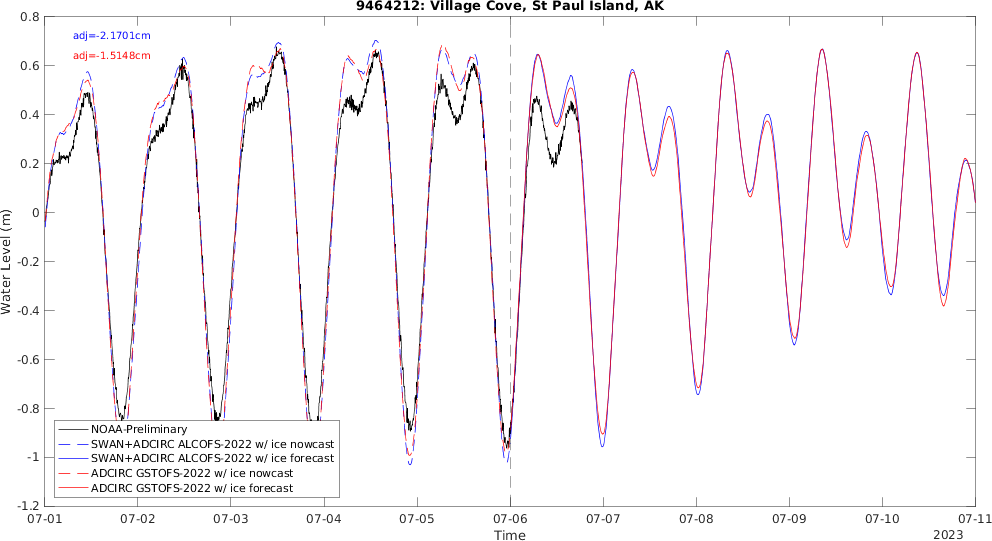 9464212: Village Cove, St Paul Island, AK
adj=-2.1701cm
adj=-1.5148cm
Water Level (m)
0.8
0.6
0.4
0.2
0
-0.2
-0.4
-0.6
-0.8
-1
-1.2
NOAA-Preliminary
SWAN+ADCIRC ALCOFS-2022 w/ ice nowcast
SWAN+ADCIRC ALCOFS-2022 w/ ice forecast
ADCIRC GSTOFS-2022 w/ ice nowcast
ADCIRC GSTOFS-2022 w/ ice forecast
07-01 07-02 07-03 07-04 07-05 07-06 07-07 07-08 07-09 07-10 07-11
Time
2023